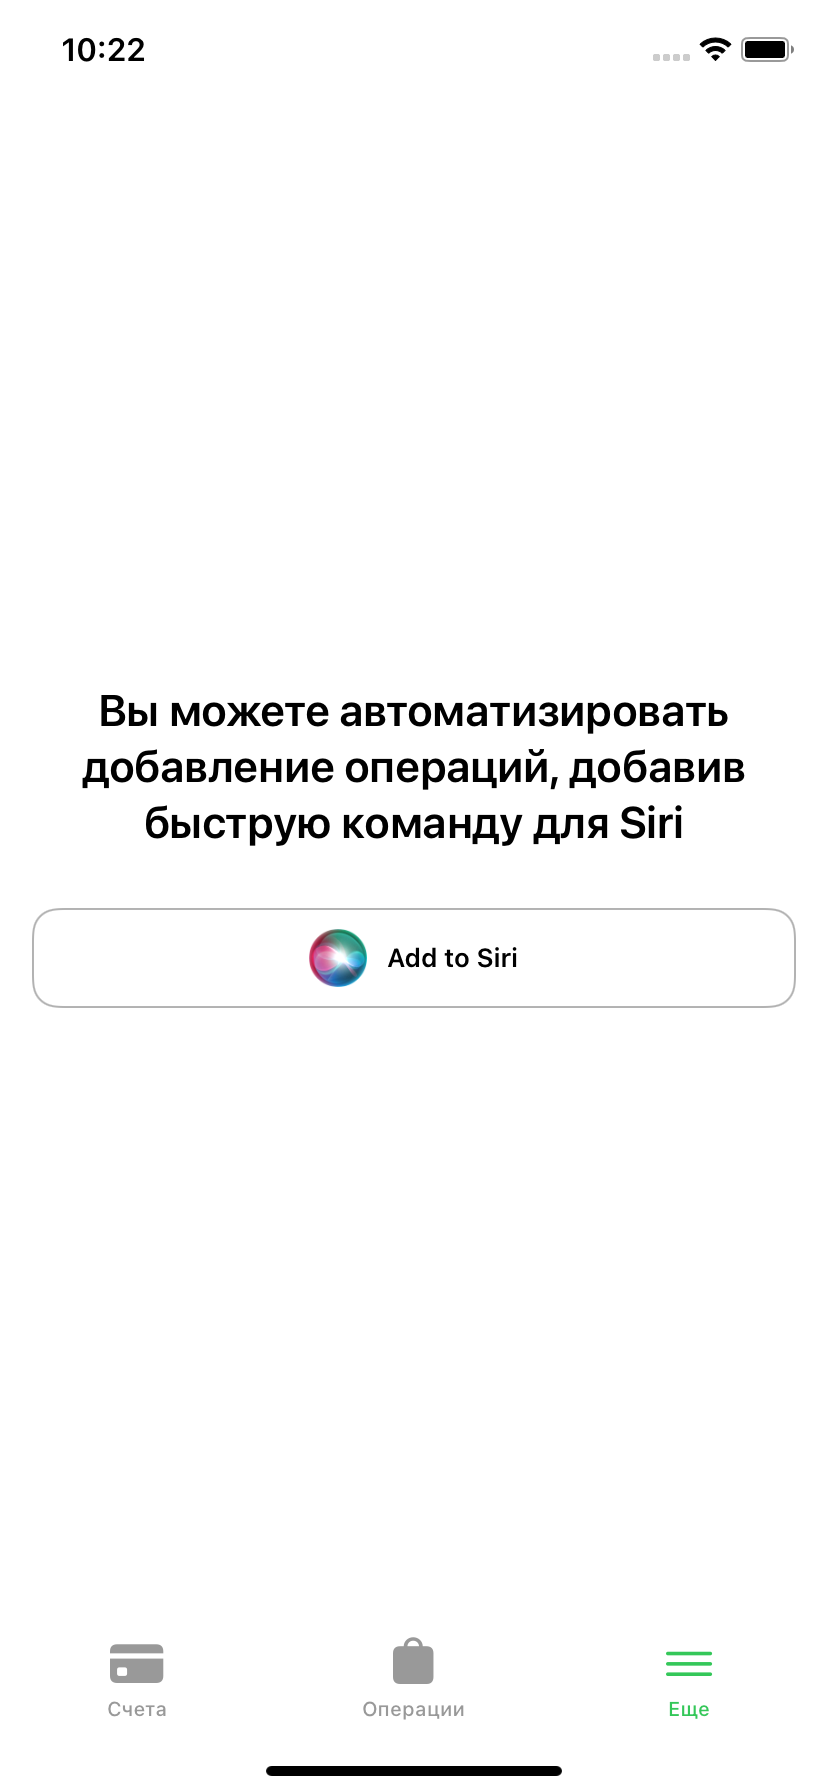 10:22
Вы можете автоматизировать
добавление операций, добавив
быструю команду для Siri
Add to Siri
Счета
Операции
Еще